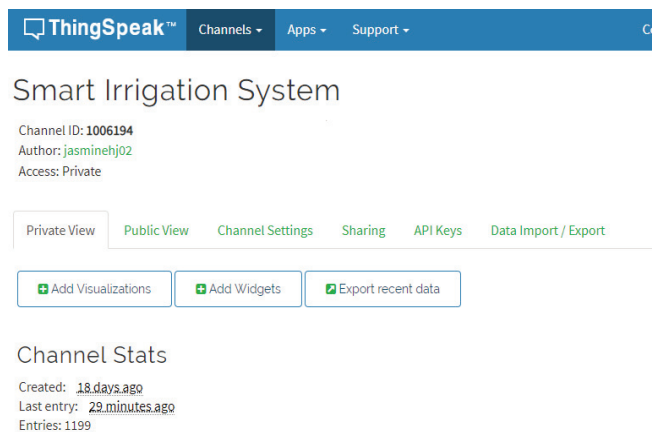 ThingSpeak™ Channels Apps Support
Smart Irrigation System
Channel ID: 1006194
Author: jasminehj02
Access: Private
Private View Public View Channel Settings Sharing API Keys Data Import / Export
Add Visualizations Add Widgets Export recent data
Channel Stats
Created: 18 days ago
Last entry: 29 minutes ago
Entries: 1199